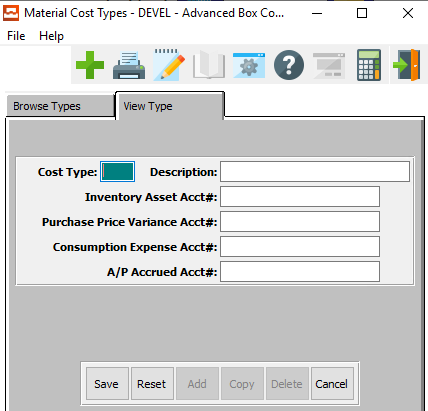 Material Cost Types - DEVEL - Advanced Box Co...
File Help
Browse Types View Type
Cost Type: Description:
Inventory Asset Acct#:
Purchase Price Variance Acct#:
Consumption Expense Acct#:
A/P Accrued Acct#:
Save Reset Add Copy Delete Cancel